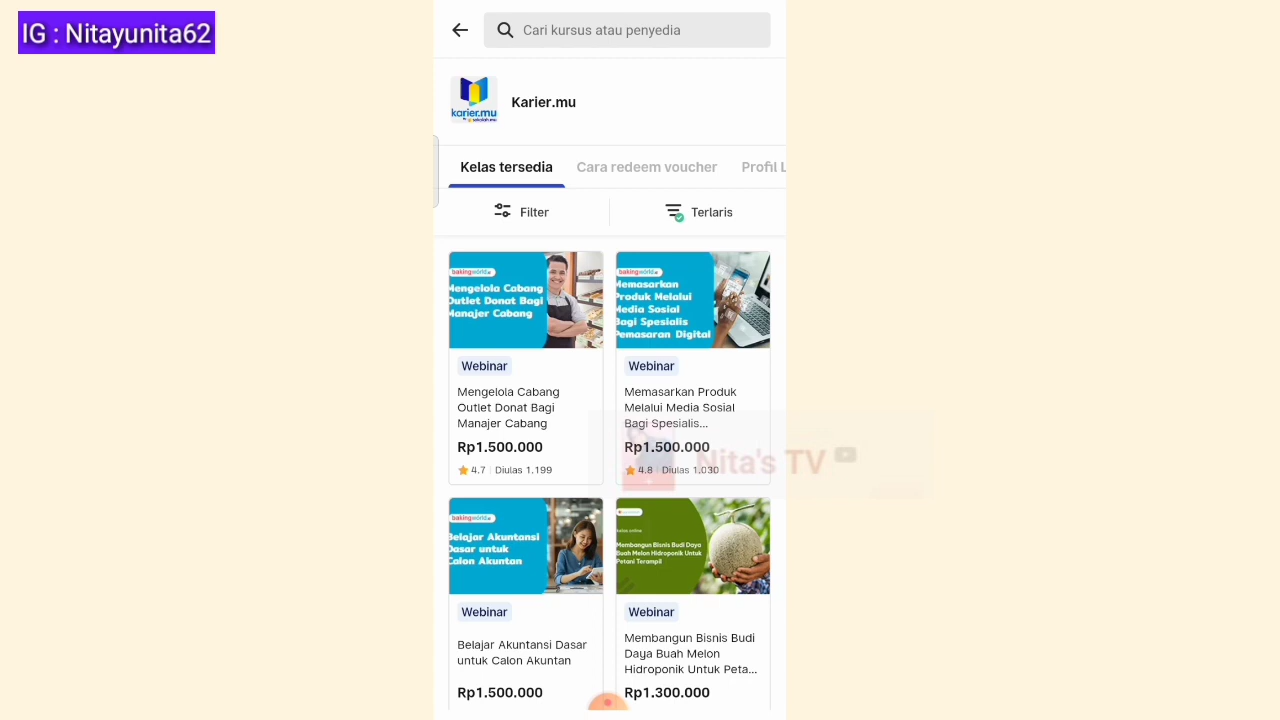 IG : Nitayunita62
Cari kursus atau penyedia
karier.mu
Karier.mu
Kelas tersedia
Cara redeem voucher
Profil L
Filter
Terlaris
bakingworld
Mengelola Cabang
Outlet Donat Bagi
Manajer Cabang
bakingworld
Memasarkan
Produk Melalui
Media Sosial
Bagi Spesialis
Pemasaran Digital
Webinar
Mengelola Cabang
Outlet Donat Bagi
Manajer Cabang
Rp1.500.000
4.7
Diulas 1.199
Webinar
Memasarkan Produk
Melalui Media Sosial
Bagi Spesialis...
Rp1.500.000
4.8
Diulas 1.030
Nita's TV
bakingworld
Belajar Akuntansi
Dasar untuk
Calon Akuntan
kelas online
Membangun Bisnis Budi Daya
Buah Melon Hidroponik Untuk
Petani Terampil
Webinar
Belajar Akuntansi Dasar
untuk Calon Akuntan
Rp1.500.000
Webinar
Membangun Bisnis Budi
Daya Buah Melon
Hidroponik Untuk Peta...
Rp1.300.000